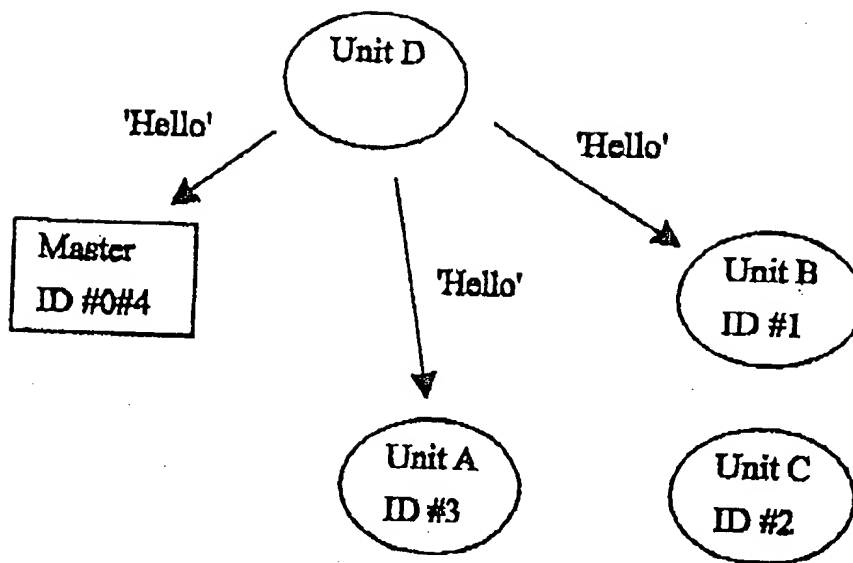 Unit D
'Hello'
'Hello'
Master
ID #0#4
Unit B
ID #1
'Hello'
Unit A
ID #3
Unit C
ID #2